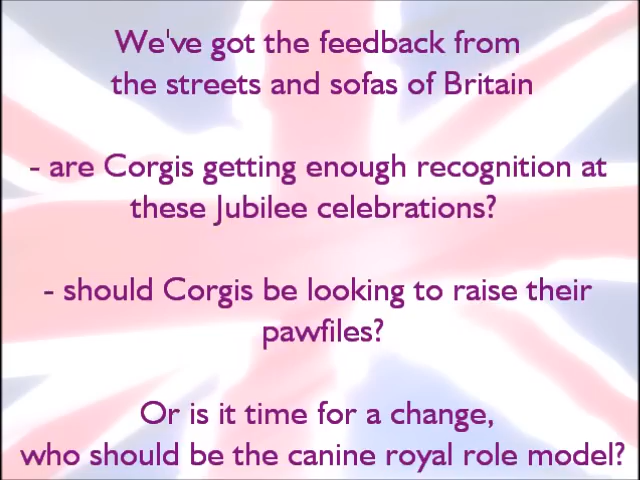 We've got the feedback from
the streets and sofas of Britain
- are Corgis getting enough recognition at
these Jubilee celebrations?
- should Corgis be looking to raise their
pawfiles?
Or is it time for a change,
who should be the canine royal role model?